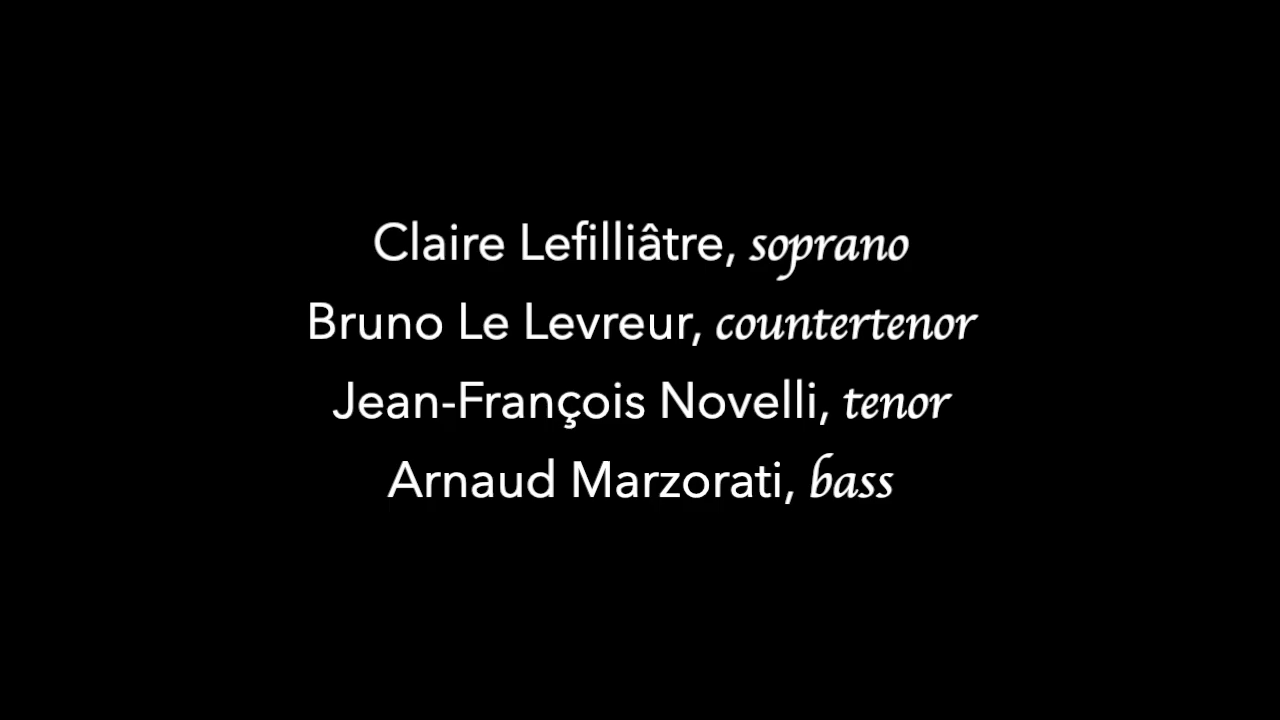 Claire Lefilliâtre, soprano
Bruno Le Levreur, countertenor
Jean-François Novelli, tenor
Arnaud Marzorati, bass